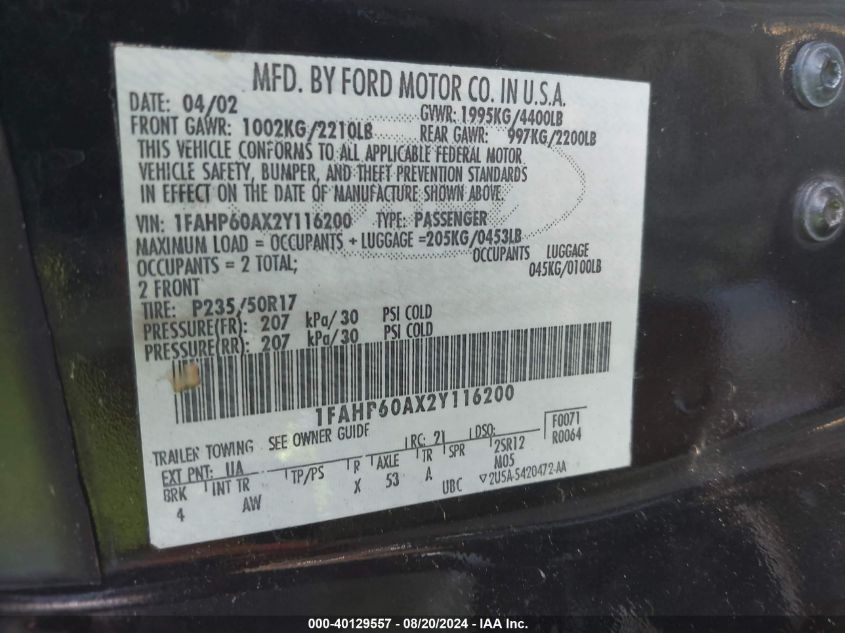 MFD. BY FORD MOTOR CO. IN U.S.A.
DATE: 04/02 GVWR: 1995KG/4400LB
FRONT GAWR: 1002KG/2210LB REAR GAWR: 997KG/2200LB
THIS VEHICLE CONFORMS TO ALL APPLICABLE FEDERAL MOTOR
VEHICLE SAFETY, BUMPER, AND THEFT PREVENTION STANDARDS
IN EFFECT ON THE DATE OF MANUFACTURE SHOWN ABOVE.
VIN: 1FAHP60AX2Y116200 TYPE: PASSENGER
MAXIMUM LOAD = OCCUPANTS + LUGGAGE =205KG/0453LB
OCCUPANTS = 2 TOTAL; OCCUPANTS LUGGAGE
2 FRONT 045KG/0100LB
TIRE: P235/50R17
PRESSURE(FR): 207 kPa/30 PSI COLD
PRESSURE(RR): 207 kPa/30 PSI COLD
1FAHP60AX2Y116200
TRAILER TOWING SEE OWNER GUIDE F0071
EXT PNT: UA RC: 21 DSO: R0064
BRK INT TR TP/PS R AXLE TR SPR 2SR12
4 AW X 53 A M05
UBC ▽2U5A-5420472-AA
000-40129557 - 08/20/2024 - IAA Inc.